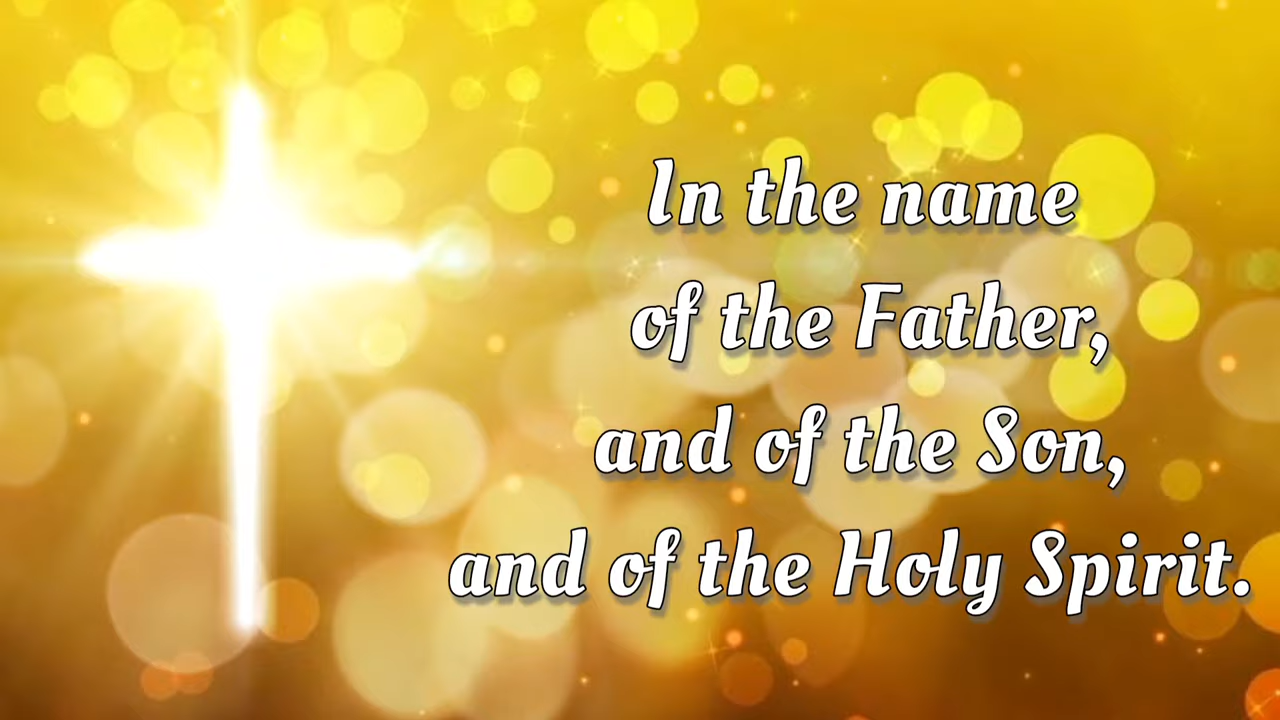 In the name
of the Father,
and of the Son,
and of the Holy Spirit.